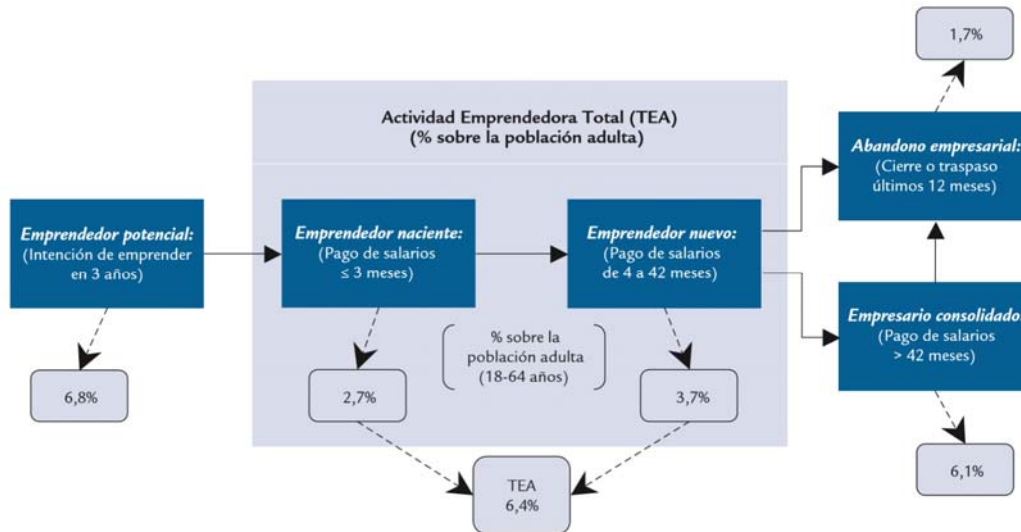 1,7%
Actividad Emprendedora Total (TEA)
(% sobre la población adulta)
Abandono empresarial:
(Cierre o traspaso
últimos 12 meses)
Emprendedor potencial:
(Intención de emprender
en 3 años)
Emprendedor naciente:
(Pago de salarios
≤ 3 meses)
Emprendedor nuevo:
(Pago de salarios
de 4 a 42 meses)
Empresario consolidado
(Pago de salarios
> 42 meses)
% sobre la
población adulta
(18-64 años)
6,8%
2,7%
3,7%
TEA
6,4%
6,1%